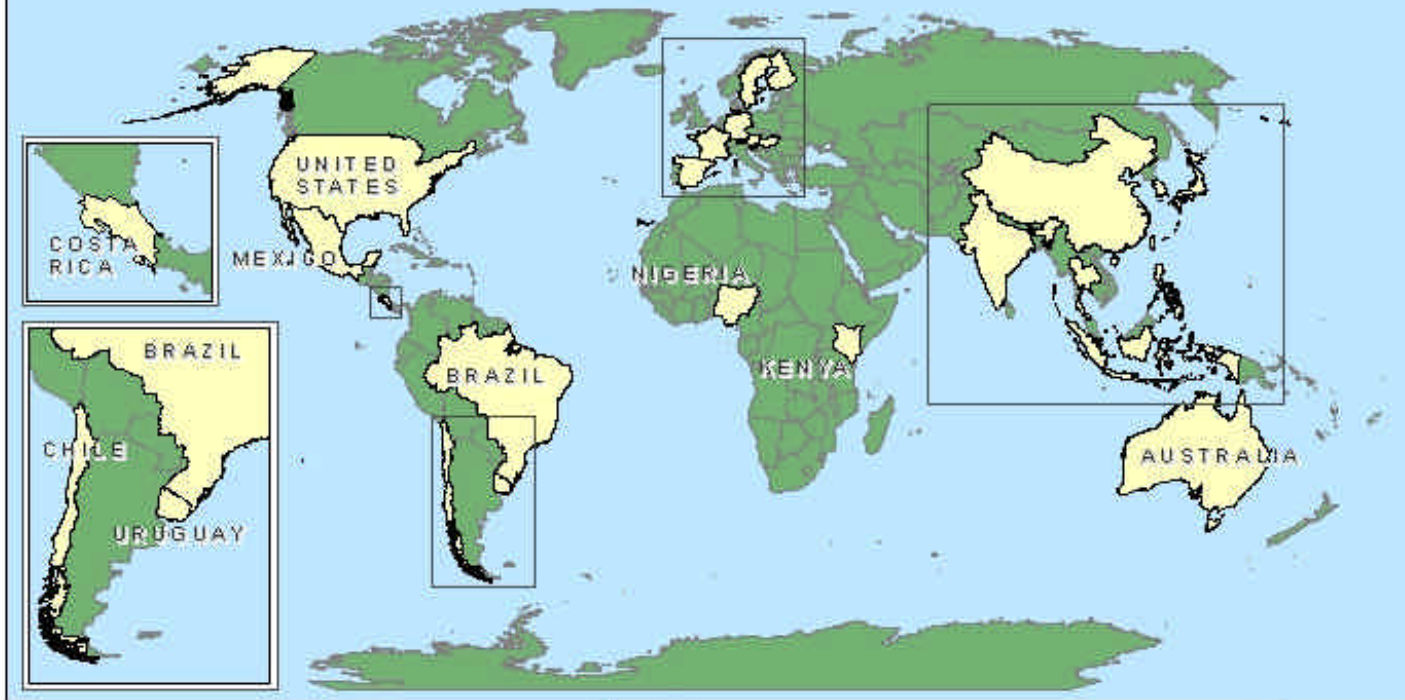 UNITED
STATES
COSTA
RICA
MEXICO
NIGERIA
BRAZIL
BRAZIL
KENYA
CHILE
AUSTRALIA
URUGUAY